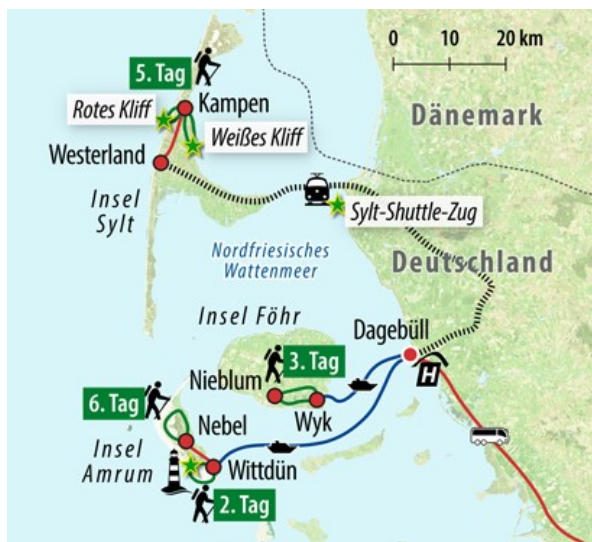 0 10 20 km
5. Tag
Kampen
Rotes Kliff
Weißes Kliff
Westerland
Insel
Sylt
Dänemark
Sylt-Shuttle-Zug
Nordfriesisches
Wattenmeer
Deutschland
Insel Föhr
Dagebüll
H
3. Tag
Nieblum
Wyk
6. Tag
Nebel
Insel
Amrum
Wittdün
2. Tag